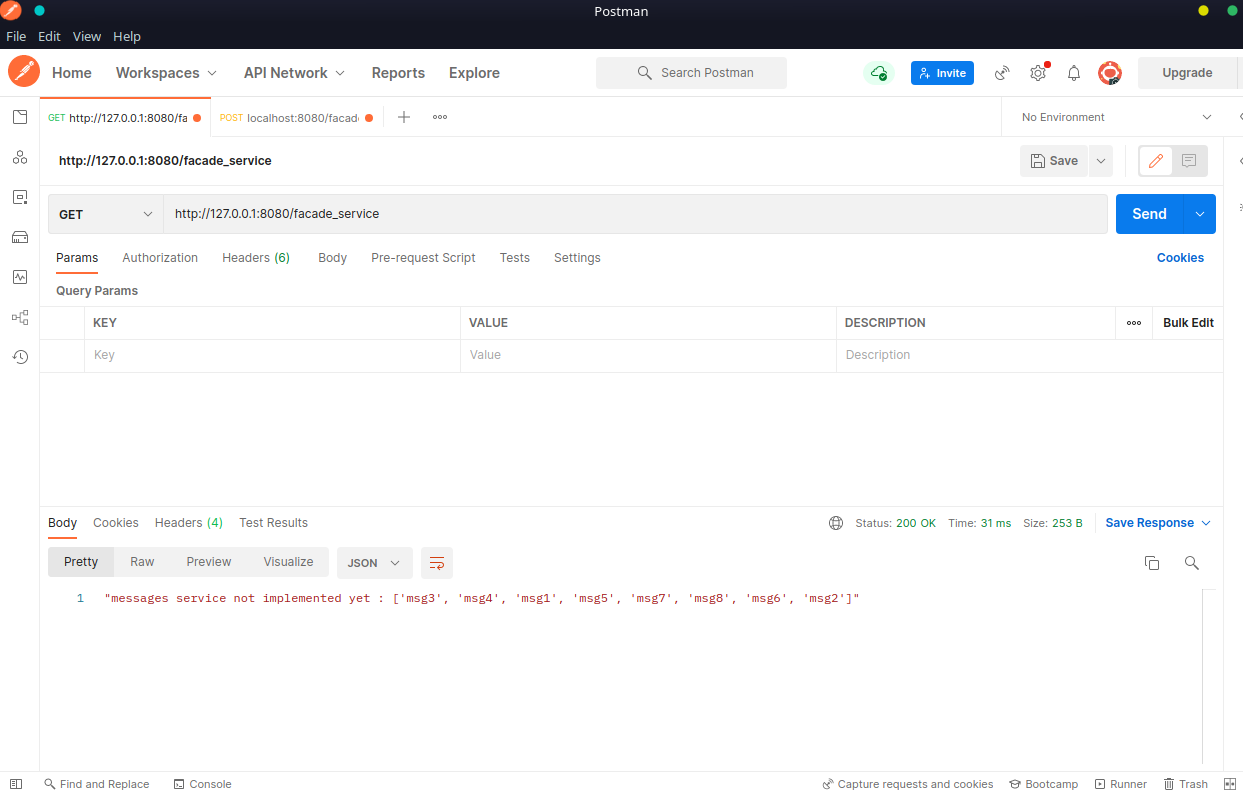 Postman
File Edit View Help
Home Workspaces API Network Reports Explore Search Postman Invite Upgrade
GET http://127.0.0.1:8080/fa POST localhost:8080/facade No Environment
http://127.0.0.1:8080/facade_service Save
GET http://127.0.0.1:8080/facade_service Send
Params Authorization Headers (6) Body Pre-request Script Tests Settings Cookies
Query Params
KEY VALUE DESCRIPTION Bulk Edit
Key Value Description
Body Cookies Headers (4) Test Results Status: 200 OK Time: 31 ms Size: 253 B Save Response
Pretty Raw Preview Visualize JSON
1 "messages service not implemented yet : ['msg3', 'msg4', 'msg1', 'msg5', 'msg7', 'msg8', 'msg6', 'msg2']"
Find and Replace Console Capture requests and cookies Bootcamp Runner Trash